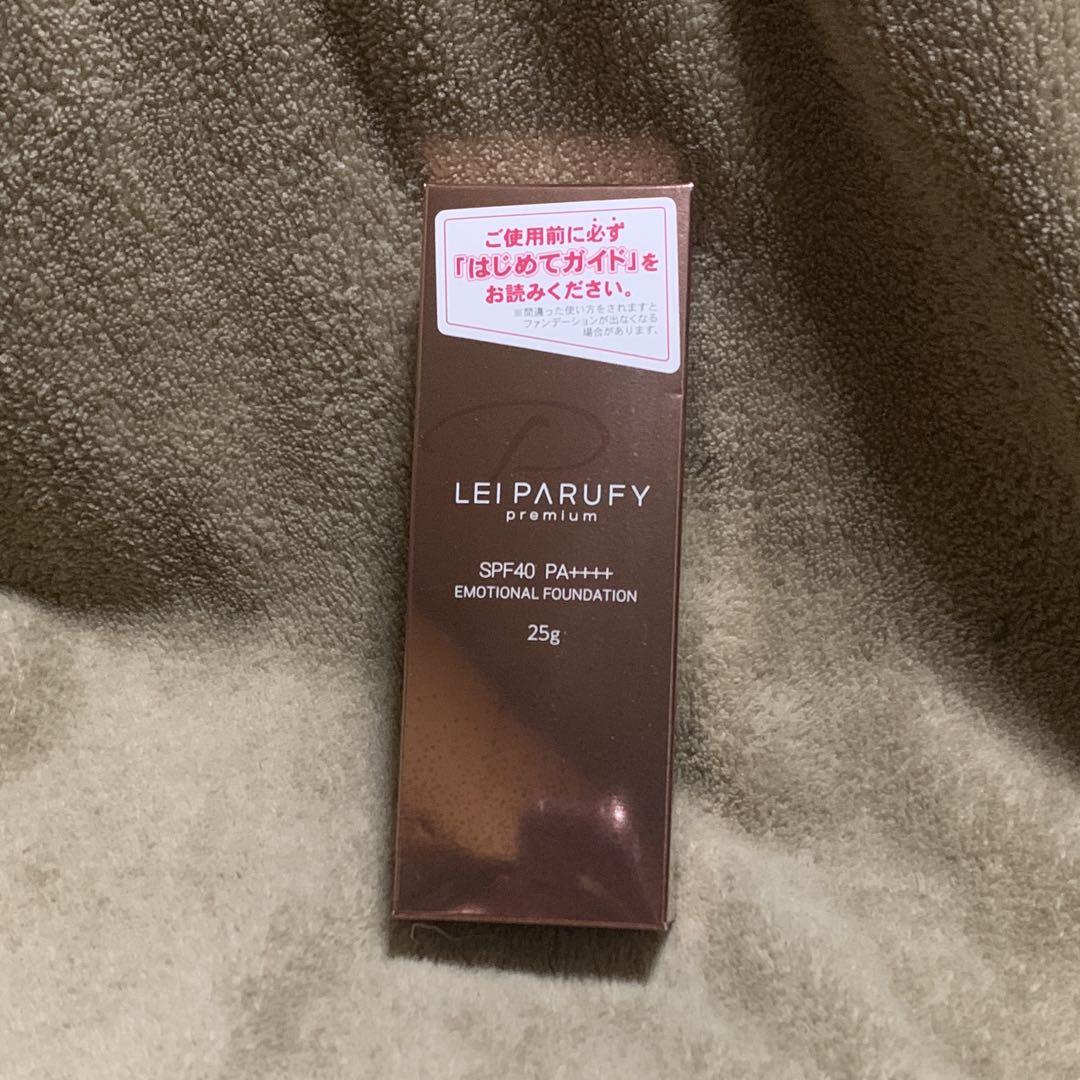 ご使用前に必ず
「はじめてガイド」を
お読みください。
※間違った使い方をされますと
ファンデーションが出なくなる
場合があります。
P
LEI PARUFY
premium
SPF40 PA++++
EMOTIONAL FOUNDATION
25g